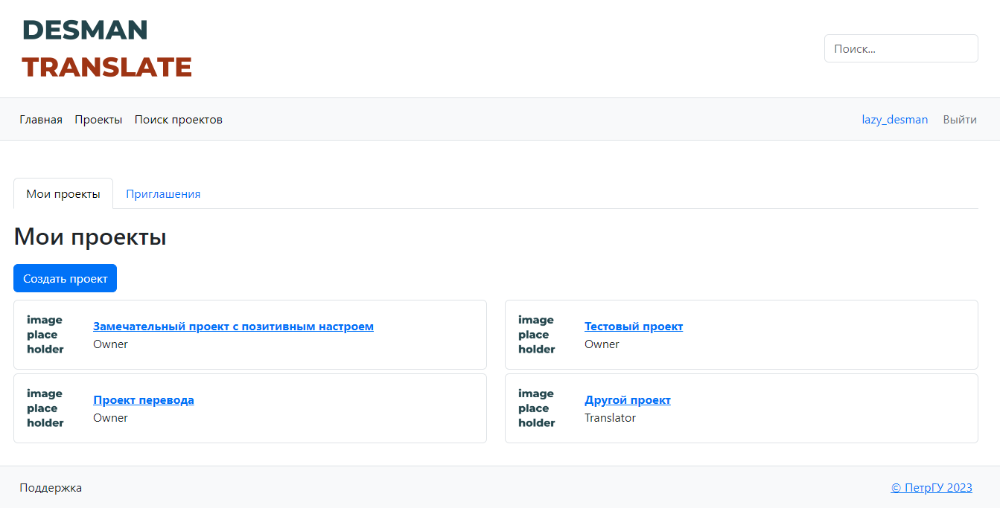 DESMAN
TRANSLATE
Поиск...
Главная Проекты Поиск проектов
lazy_desman Выйти
Мои проекты Приглашения
Мои проекты
Создать проект
image
place
holder
Замечательный проект с позитивным настроем
Owner
image
place
holder
Тестовый проект
Owner
image
place
holder
Проект перевода
Owner
image
place
holder
Другой проект
Translator
Поддержка
© ПетрГУ 2023